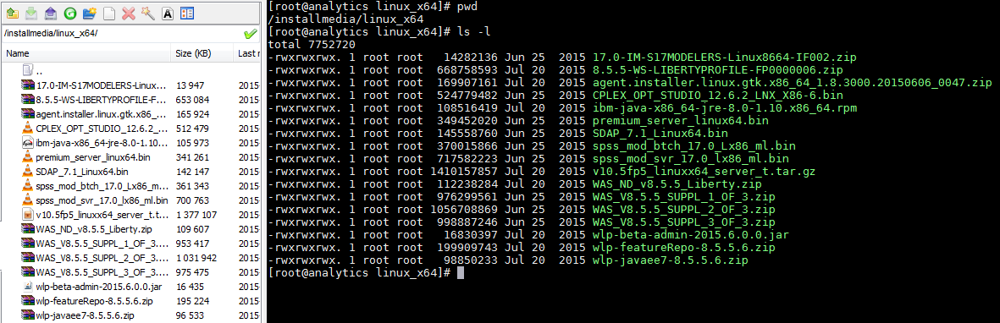 /installmedia/linux_x64/
Name Size (KB) Last r
..
17.0-IM-S17MODELERS-Linux... 13 947 2015
8.5.5-WS-LIBERTYPROFILE-F... 653 084 2015
agent.installer.linux.gtk.x86_... 165 924 2015
CPLEX_OPT_STUDIO_12.6.2_... 512 479 2015
ibm-java-x86_64-jre-8.0-1.10... 105 973 2015
premium_server_linux64.bin 341 261 2015
SDAP_7.1_Linux64.bin 142 147 2015
spss_mod_btch_17.0_Lx86_m... 361 343 2015
spss_mod_svr_17.0_lx86_ml.bin 700 763 2015
v10.5fp5_linuxx64_server_t.t... 1 377 107 2015
WAS_ND_v8.5.5_Liberty.zip 109 607 2015
WAS_V8.5.5_SUPPL_1_OF_3.... 953 417 2015
WAS_V8.5.5_SUPPL_2_OF_3.... 1 031 942 2015
WAS_V8.5.5_SUPPL_3_OF_3.... 975 475 2015
wlp-beta-admin-2015.6.0.0.jar 16 435 2015
wlp-featureRepo-8.5.5.6.zip 195 224 2015
wlp-javaee7-8.5.5.6.zip 96 533 2015
[root@analytics linux_x64]# pwd
/installmedia/linux_x64
[root@analytics linux_x64]# ls -l
total 7752720
-rwxrwxrwx. 1 root root 14282136 Jun 25 2015 17.0-IM-S17MODELERS-Linux8664-IF002.zip
-rwxrwxrwx. 1 root root 668758593 Jul 20 2015 8.5.5-WS-LIBERTYPROFILE-FP0000006.zip
-rwxrwxrwx. 1 root root 169907161 Jul 20 2015 agent.installer.linux.gtk.x86_64_1.8.3000.20150606_0047.zip
-rwxrwxrwx. 1 root root 524779482 Jun 25 2015 CPLEX_OPT_STUDIO_12.6.2_LNX_X86-6.bin
-rwxrwxrwx. 1 root root 108516419 Jul 20 2015 ibm-java-x86_64-jre-8.0-1.10.x86_64.rpm
-rwxrwxrwx. 1 root root 349452020 Jun 25 2015 premium_server_linux64.bin
-rwxrwxrwx. 1 root root 145558760 Jun 25 2015 SDAP_7.1_Linux64.bin
-rwxrwxrwx. 1 root root 370015866 Jun 25 2015 spss_mod_btch_17.0_Lx86_ml.bin
-rwxrwxrwx. 1 root root 717582223 Jun 25 2015 spss_mod_svr_17.0_lx86_ml.bin
-rwxrwxrwx. 1 root root 1410157857 Jul 20 2015 v10.5fp5_linuxx64_server_t.tar.gz
-rwxrwxrwx. 1 root root 112238284 Jul 20 2015 WAS_ND_v8.5.5_Liberty.zip
-rwxrwxrwx. 1 root root 976299561 Jun 25 2015 WAS_V8.5.5_SUPPL_1_OF_3.zip
-rwxrwxrwx. 1 root root 1056708869 Jun 25 2015 WAS_V8.5.5_SUPPL_2_OF_3.zip
-rwxrwxrwx. 1 root root 998887246 Jun 25 2015 WAS_V8.5.5_SUPPL_3_OF_3.zip
-rwxrwxrwx. 1 root root 16830397 Jul 20 2015 wlp-beta-admin-2015.6.0.0.jar
-rwxrwxrwx. 1 root root 199909743 Jul 20 2015 wlp-featureRepo-8.5.5.6.zip
-rwxrwxrwx. 1 root root 98850233 Jul 20 2015 wlp-javaee7-8.5.5.6.zip
[root@analytics linux_x64]#